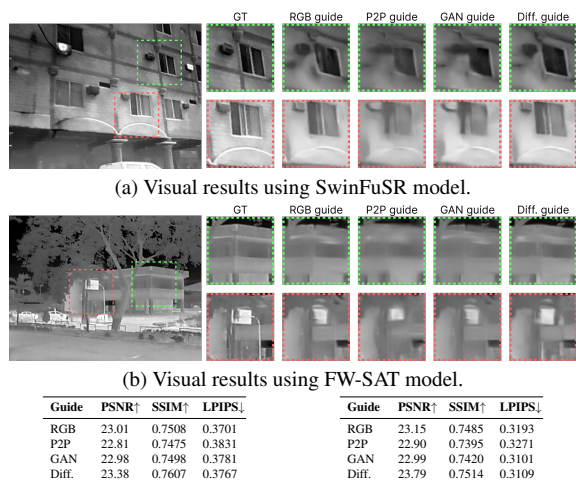 GT RGB guide P2P guide GAN guide Diff. guide
(a) Visual results using SwinFuSR model.
GT RGB guide P2P guide GAN guide Diff. guide
(b) Visual results using FW-SAT model.
Guide PSNR↑ SSIM↑ LPIPS↓
RGB 23.01 0.7508 0.3701
P2P 22.81 0.7475 0.3831
GAN 22.98 0.7498 0.3781
Diff. 23.38 0.7607 0.3767
Guide PSNR↑ SSIM↑ LPIPS↓
RGB 23.15 0.7485 0.3193
P2P 22.90 0.7395 0.3271
GAN 22.99 0.7420 0.3101
Diff. 23.79 0.7514 0.3109